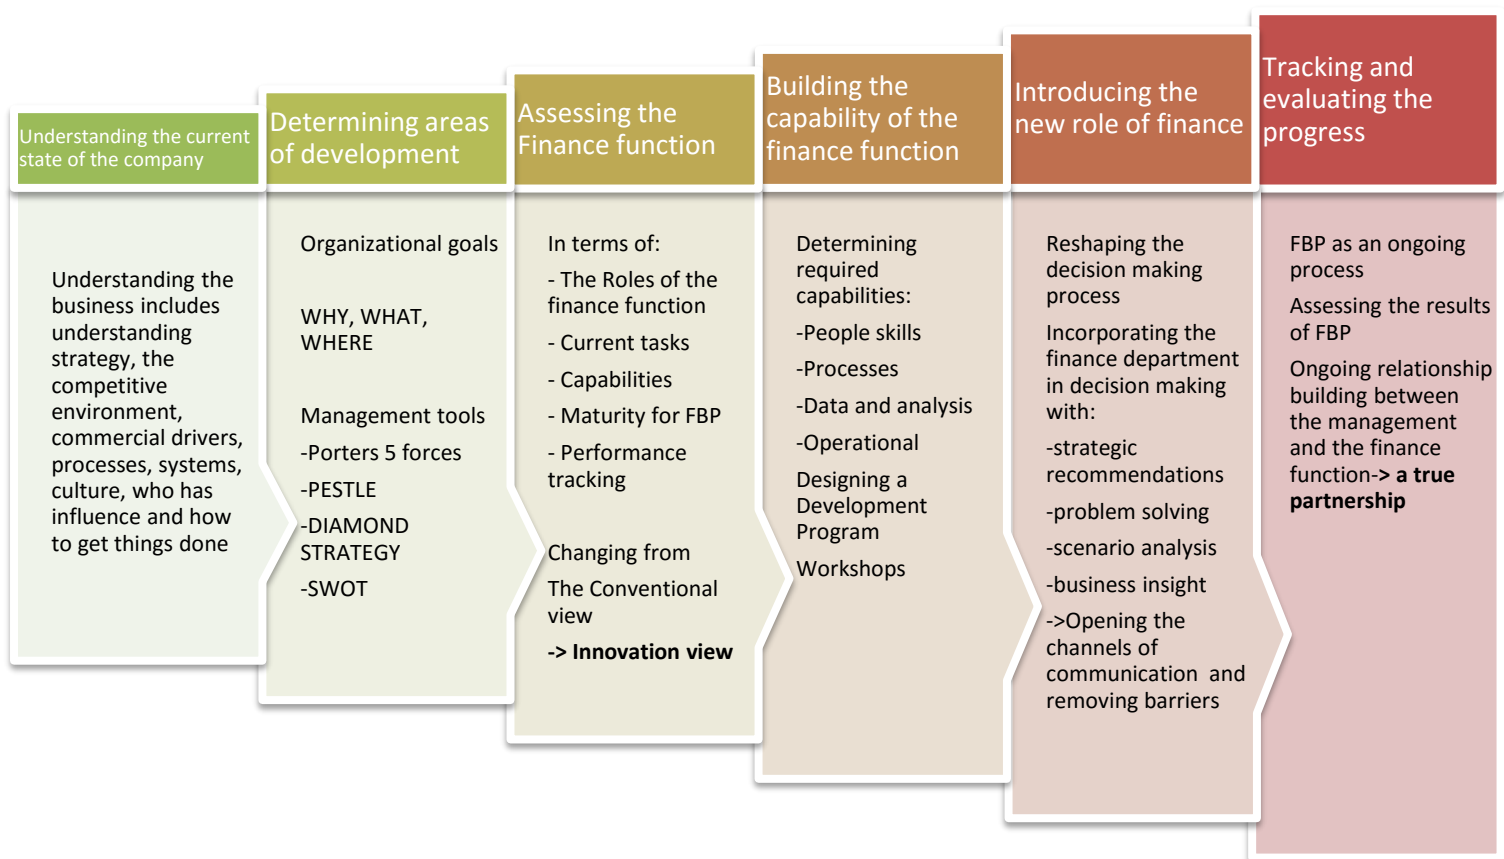 Understanding the current
state of the company
Understanding the
business includes
understanding
strategy, the
competitive
environment,
commercial drivers,
processes, systems,
culture, who has
influence and how
to get things done
Determining areas
of development
Organizational goals
WHY, WHAT,
WHERE
Management tools
-Porters 5 forces
-PESTLE
-DIAMOND
STRATEGY
-SWOT
Assessing the
Finance function
In terms of:
- The Roles of the
finance function
- Current tasks
- Capabilities
- Maturity for FBP
- Performance
tracking
Changing from
The Conventional
view
-> Innovation view
Building the
capability of the
finance function
Determining
required
capabilities:
-People skills
-Processes
-Data and analysis
-Operational
Designing a
Development
Program
Workshops
Introducing the
new role of finance
Reshaping the
decision making
process
Incorporating the
finance department
in decision making
with:
-strategic
recommendations
-problem solving
-scenario analysis
-business insight
->Opening the
channels of
communication and
removing barriers
Tracking and
evaluating the
progress
FBP as an ongoing
process
Assessing the results
of FBP
Ongoing relationship
building between
the management
and the finance
function-> a true
partnership